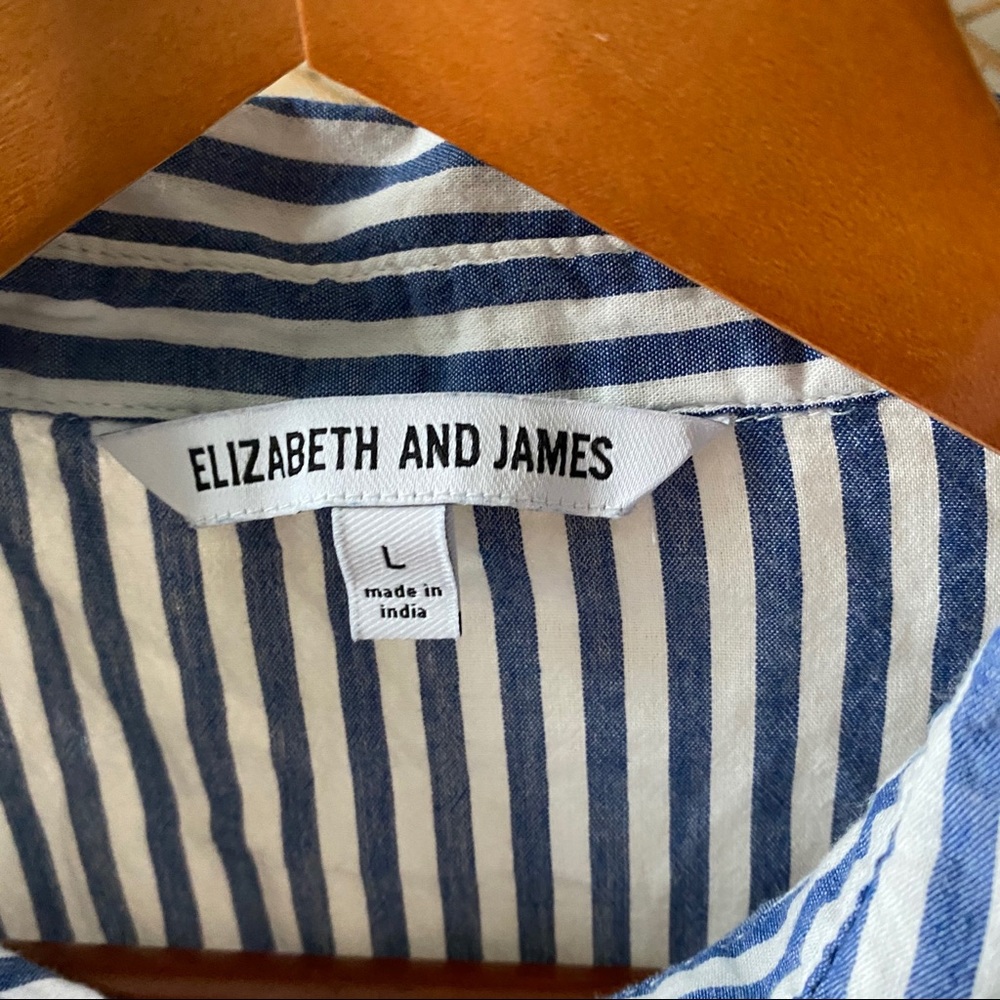 ELIZABETH AND JAMES
L
made in
india